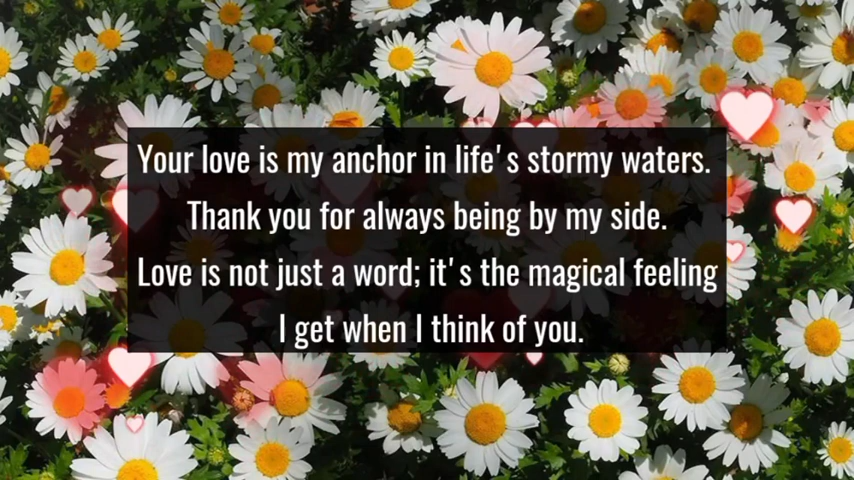 Your love is my anchor in life's stormy waters.
Thank you for always being by my side.
Love is not just a word; it's the magical feeling
I get when I think of you.